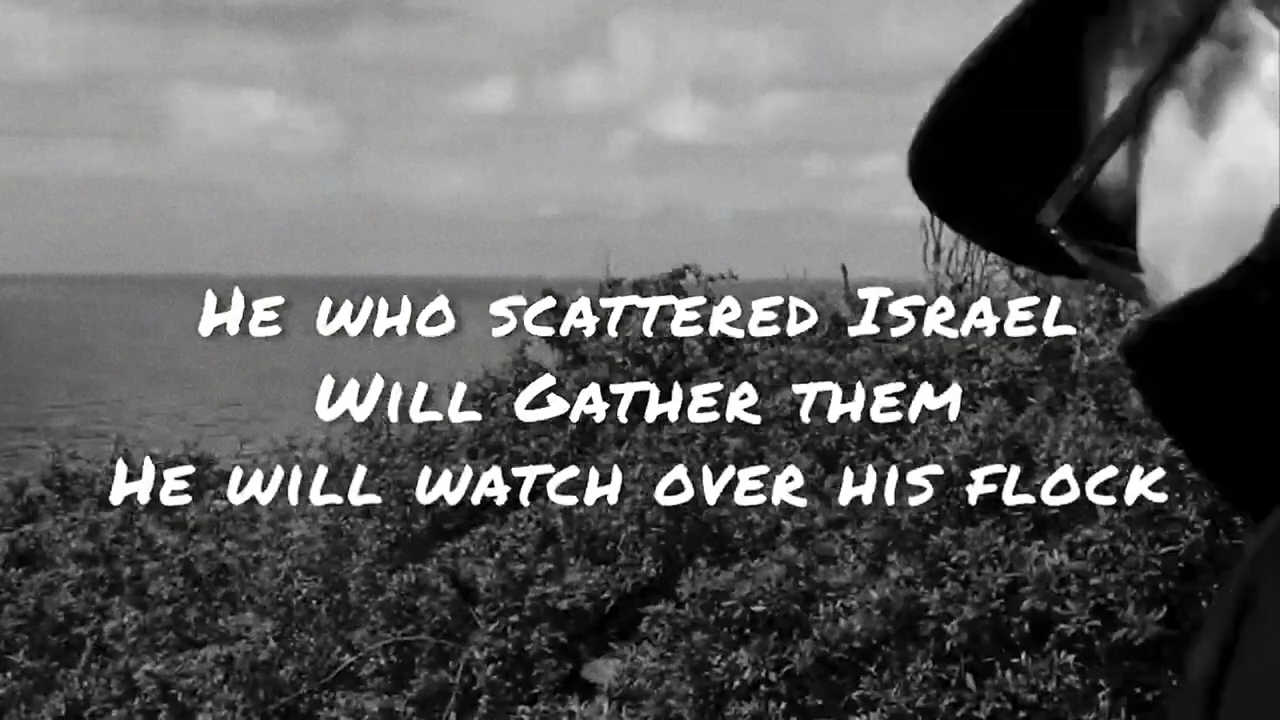 He who scattered Israel
Will Gather them
He will watch over his flock